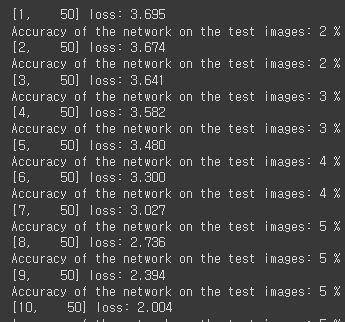 [1,    50] loss: 3.695
Accuracy of the network on the test images: 2 %
[2,    50] loss: 3.674
Accuracy of the network on the test images: 2 %
[3,    50] loss: 3.641
Accuracy of the network on the test images: 3 %
[4,    50] loss: 3.582
Accuracy of the network on the test images: 3 %
[5,    50] loss: 3.480
Accuracy of the network on the test images: 4 %
[6,    50] loss: 3.300
Accuracy of the network on the test images: 4 %
[7,    50] loss: 3.027
Accuracy of the network on the test images: 5 %
[8,    50] loss: 2.736
Accuracy of the network on the test images: 5 %
[9,    50] loss: 2.394
Accuracy of the network on the test images: 5 %
[10,    50] loss: 2.004